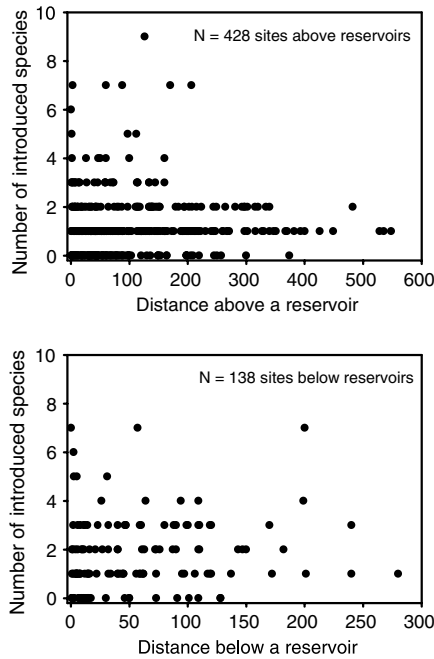 N = 428 sites above reservoirs
Number of introduced species
10
8
6
4
2
0
0 100 200 300 400 500 600
Distance above a reservoir
N = 138 sites below reservoirs
Number of introduced species
10
8
6
4
2
0
0 50 100 150 200 250 300
Distance below a reservoir